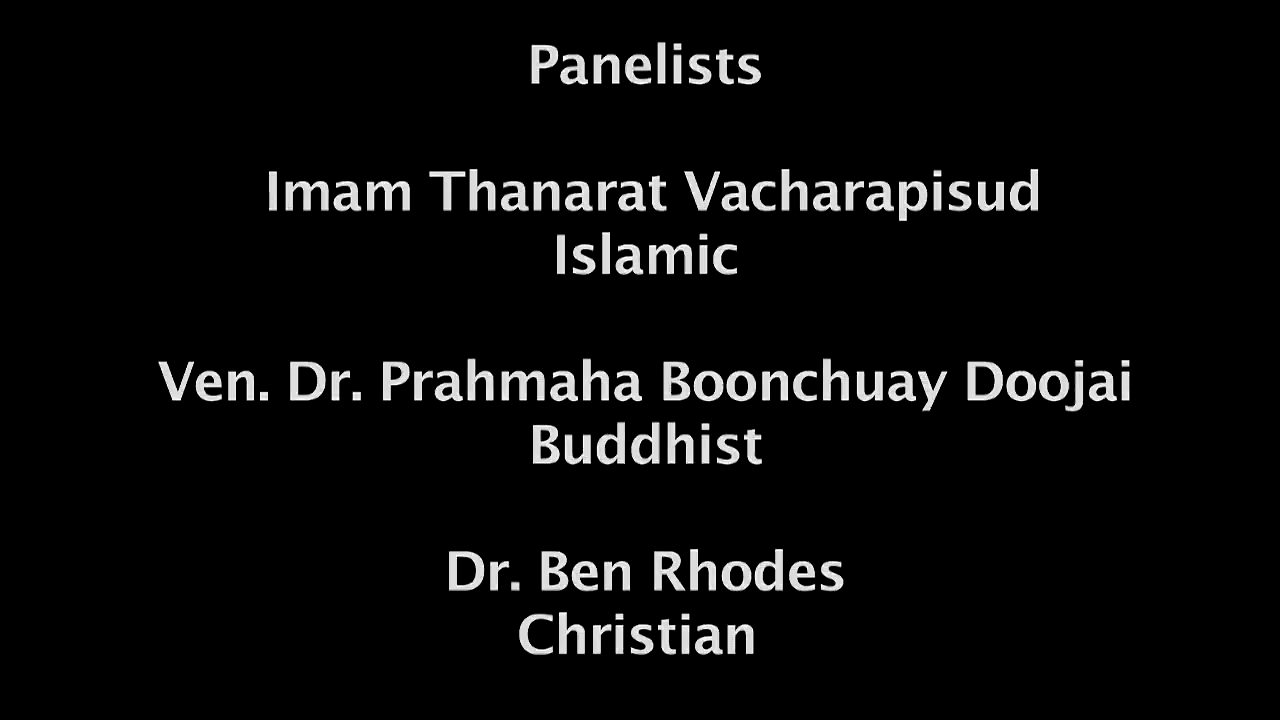 Panelists
Imam Thanarat Vacharapisud
Islamic
Ven. Dr. Prahmaha Boonchuay Doojai
Buddhist
Dr. Ben Rhodes
Christian